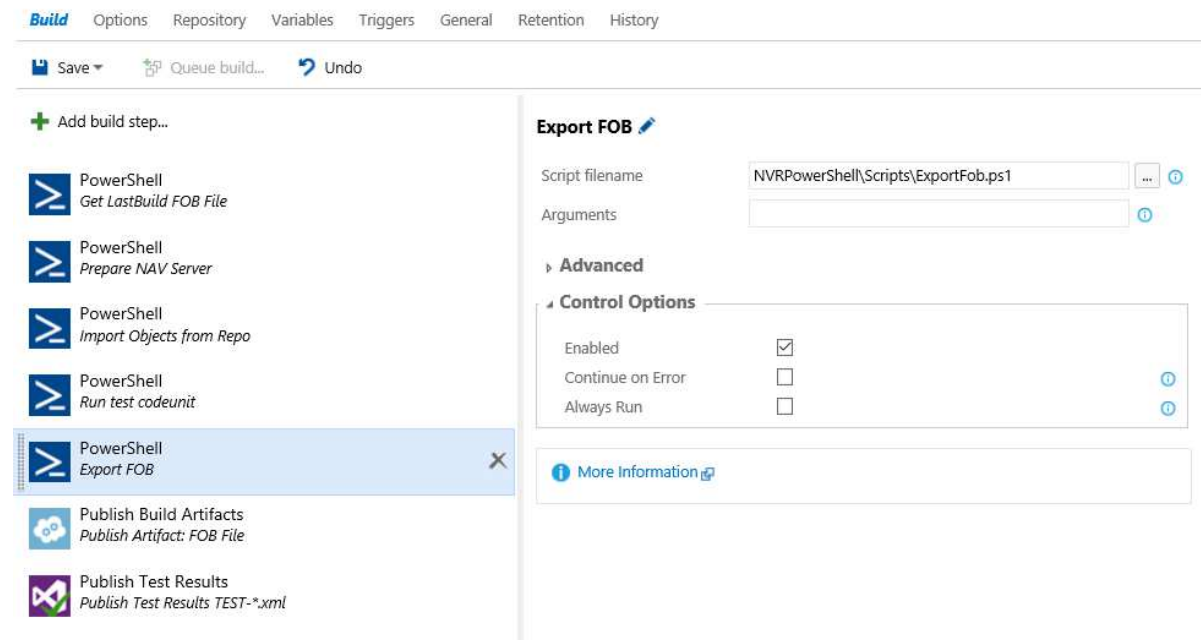 Build Options Repository Variables Triggers General Retention History
Save Queue build... Undo
Add build step...
PowerShell
Get LastBuild FOB File
PowerShell
Prepare NAV Server
PowerShell
Import Objects from Repo
PowerShell
Run test codeunit
PowerShell
Export FOB
Publish Build Artifacts
Publish Artifact: FOB File
Publish Test Results
Publish Test Results TEST-*.xml
Export FOB
Script filename NVRPowerShell\Scripts\ExportFob.ps1 ...
Arguments
Advanced
Control Options
Enabled
Continue on Error
Always Run
More Information